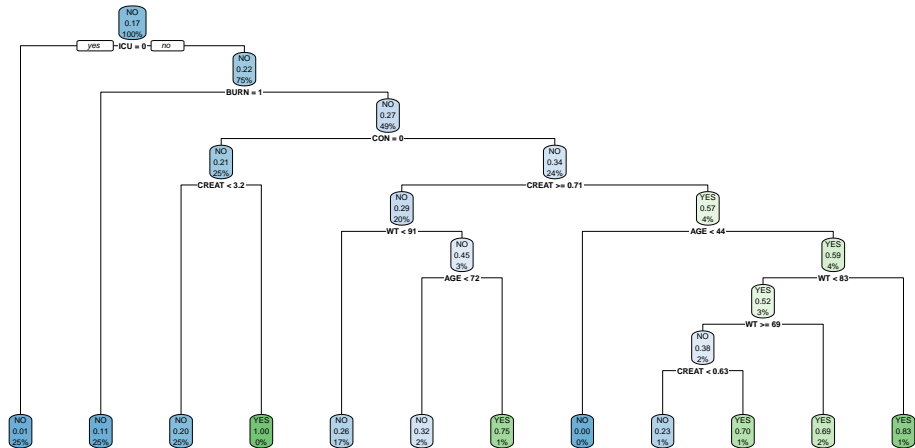 NO
0.17
100%
yes ICU = 0 no
NO
0.22
75%
BURN = 1
NO
0.27
49%
CON = 0
NO
0.21
25%
NO
0.34
24%
CREAT < 3.2
CREAT >= 0.71
NO
0.29
20%
YES
0.57
4%
WT < 91
AGE < 44
NO
0.45
3%
YES
0.59
4%
AGE < 72
WT < 83
YES
0.52
3%
WT >= 69
NO
0.38
2%
CREAT < 0.63
NO
0.01
25%
NO
0.11
25%
NO
0.20
25%
YES
1.00
0%
NO
0.26
17%
NO
0.32
2%
YES
0.75
1%
NO
0.00
0%
NO
0.23
1%
YES
0.70
1%
YES
0.69
2%
YES
0.83
1%